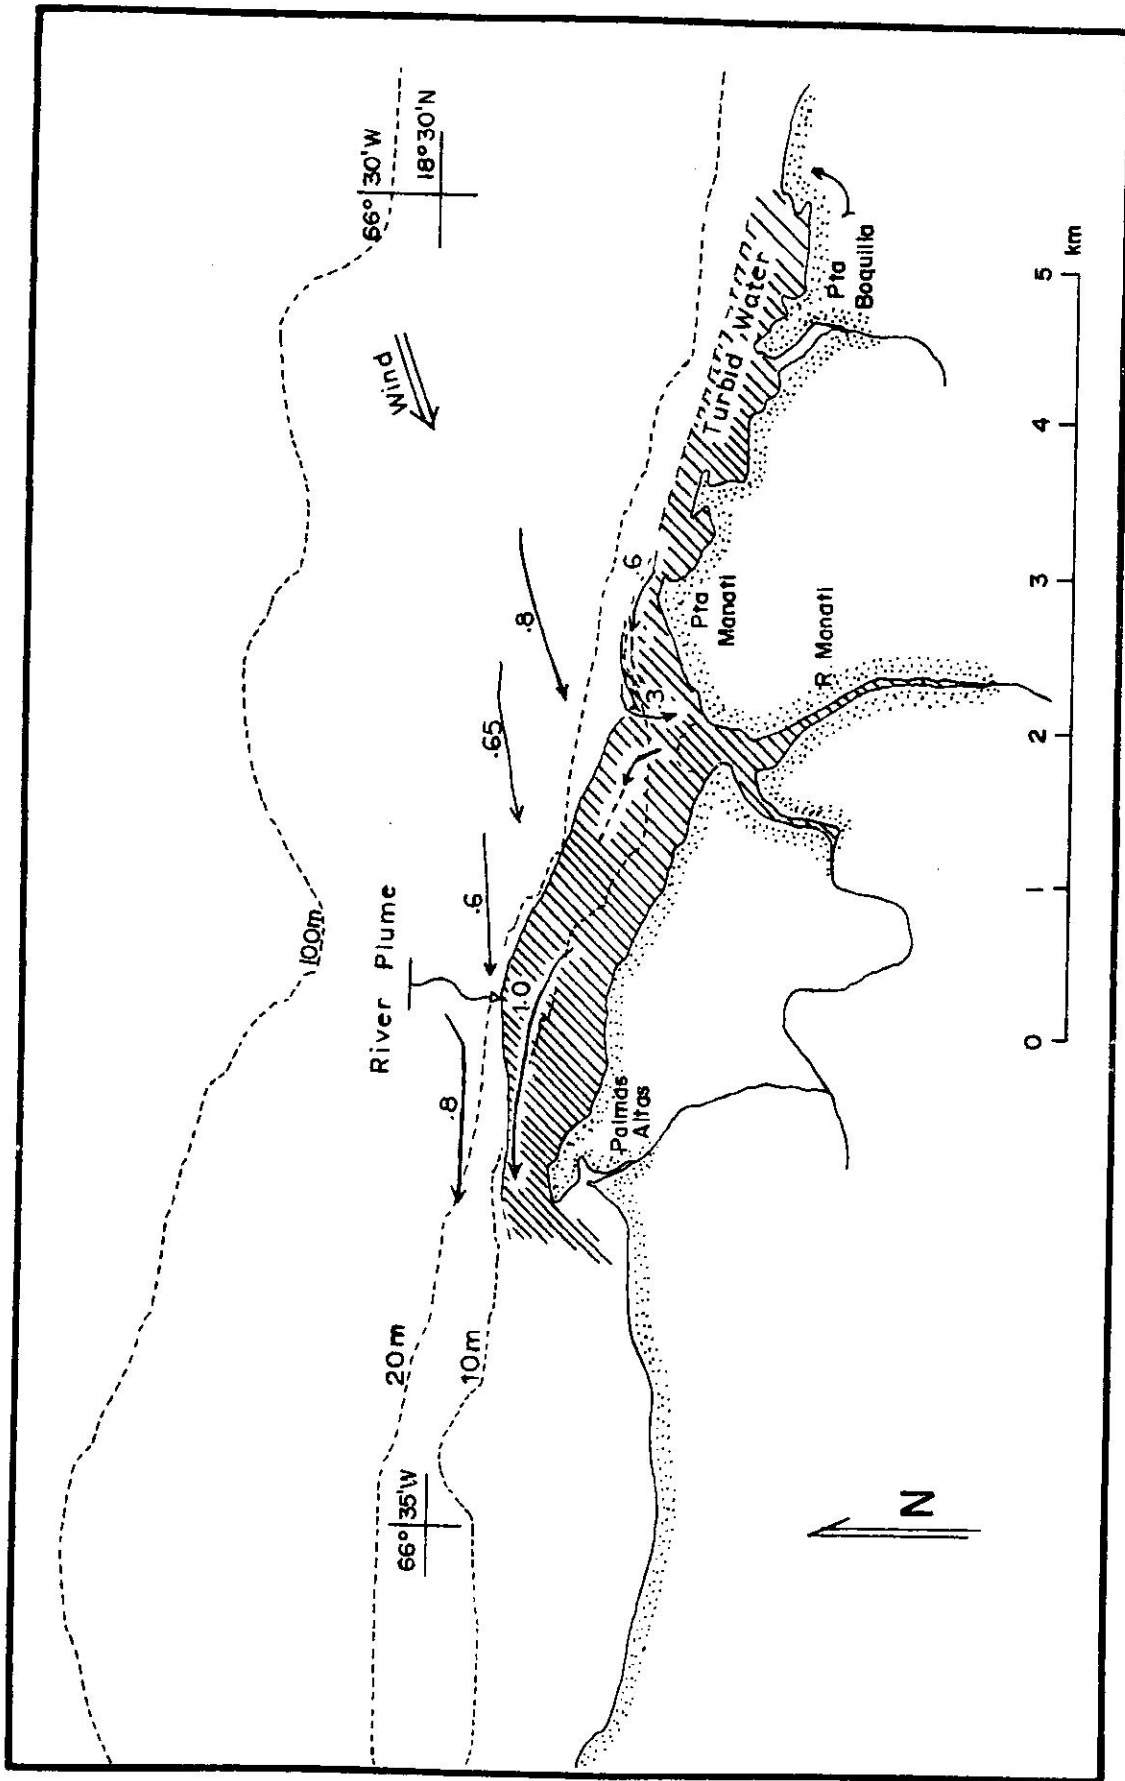 66° 30'W
18° 30'N
Wind
100m
River Plume
.8
.65
.6
.8
.6
.3
1.0
Turbid Water
20m
10m
66° 35'W
Pta
Boquilla
Pta
Manati
R Manati
Palmas
Altas
N
0 1 2 3 4 5 km